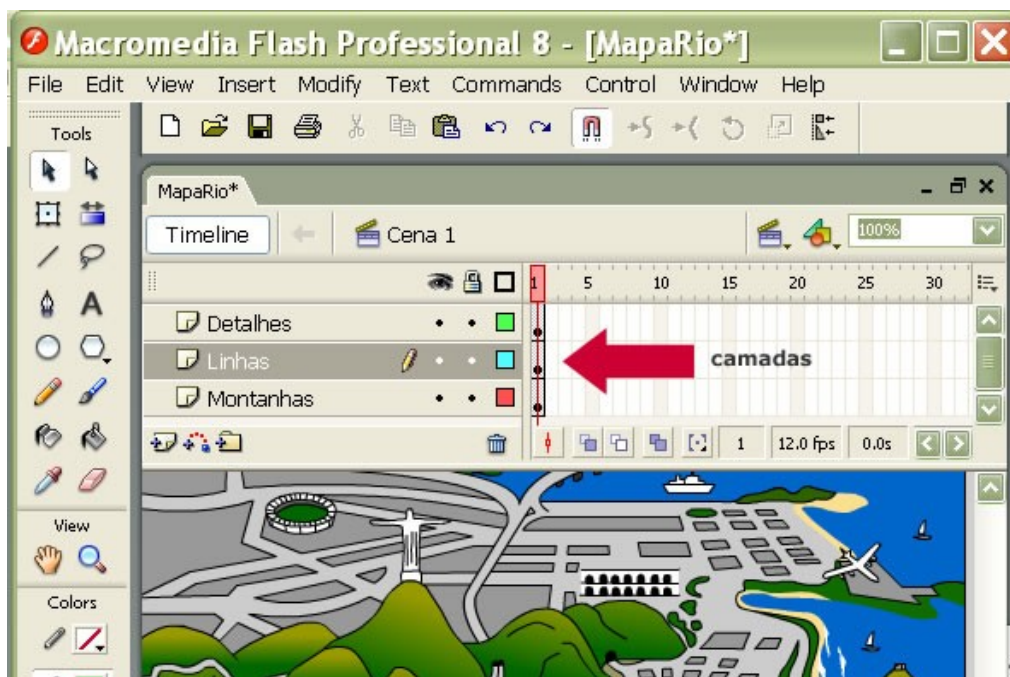 Macromedia Flash Professional 8 - [MapaRio*]
File Edit View Insert Modify Text Commands Control Window Help
Tools
MapaRio*
Timeline
Cena 1
100%
1 5 10 15 20 25 30
Detalhes
Linhas
camadas
Montanhas
1 12.0 fps 0.0s
View
Colors